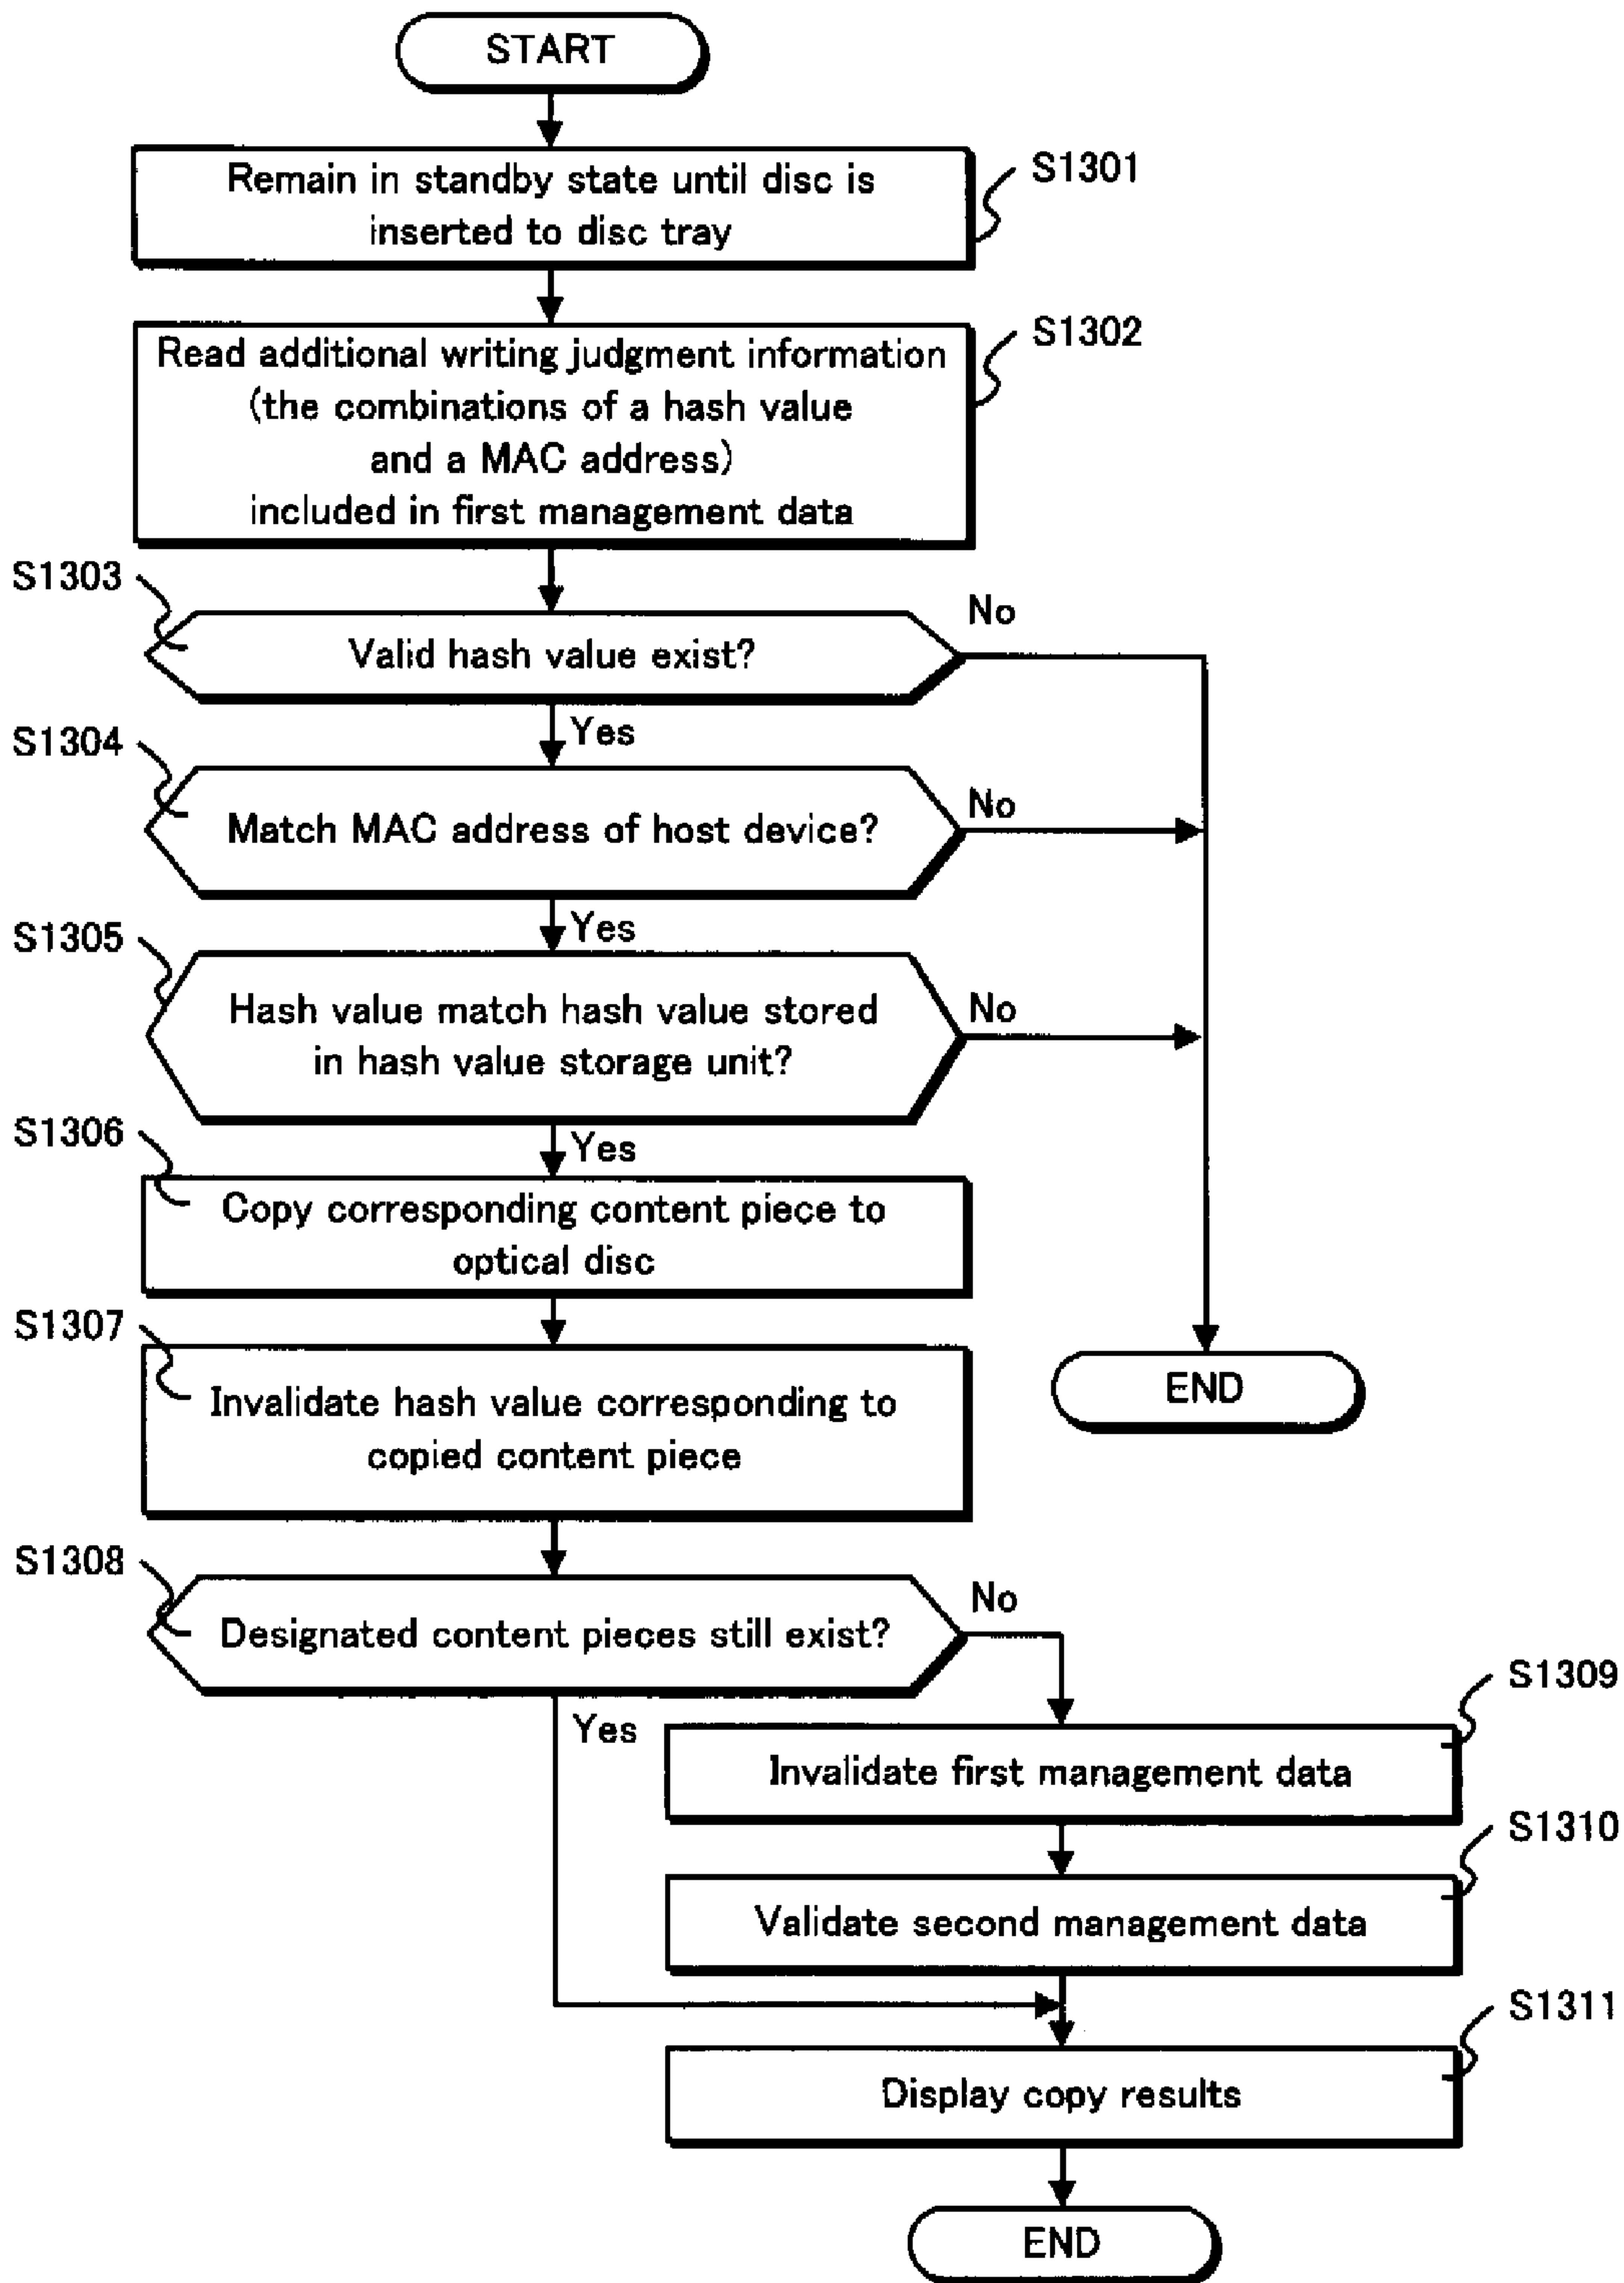 START
Remain in standby state until disc is
inserted to disc tray
S1301
Read additional writing judgment information
(the combinations of a hash value
and a MAC address)
included in first management data
S1302
S1303
Valid hash value exist?
No
Yes
S1304
Match MAC address of host device?
No
Yes
S1305
Hash value match hash value stored
in hash value storage unit?
No
Yes
S1306
Copy corresponding content piece to
optical disc
S1307
Invalidate hash value corresponding to
copied content piece
END
S1308
Designated content pieces still exist?
No
Yes
S1309
Invalidate first management data
S1310
Validate second management data
S1311
Display copy results
END